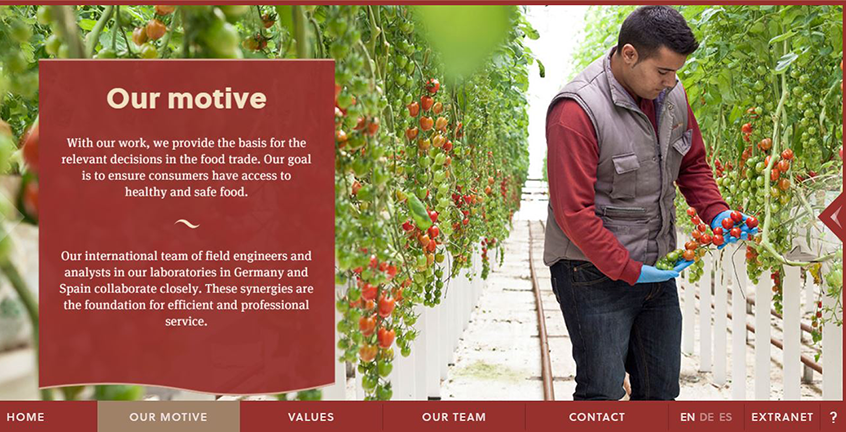 Our motive
With our work, we provide the basis for the
relevant decisions in the food trade. Our goal
is to ensure consumers have access to
healthy and safe food.
Our international team of field engineers and
analysts in our laboratories in Germany and
Spain collaborate closely. These synergies are
the foundation for efficient and professional
service.
HOME OUR MOTIVE VALUES OUR TEAM CONTACT EN DE ES EXTRANET ?